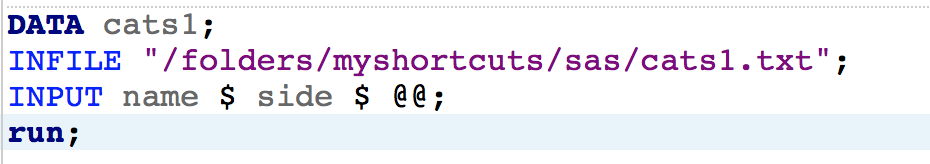 DATA cats1;
INFILE "/folders/myshortcuts/sas/cats1.txt";
INPUT name $ side $ @@;
run;